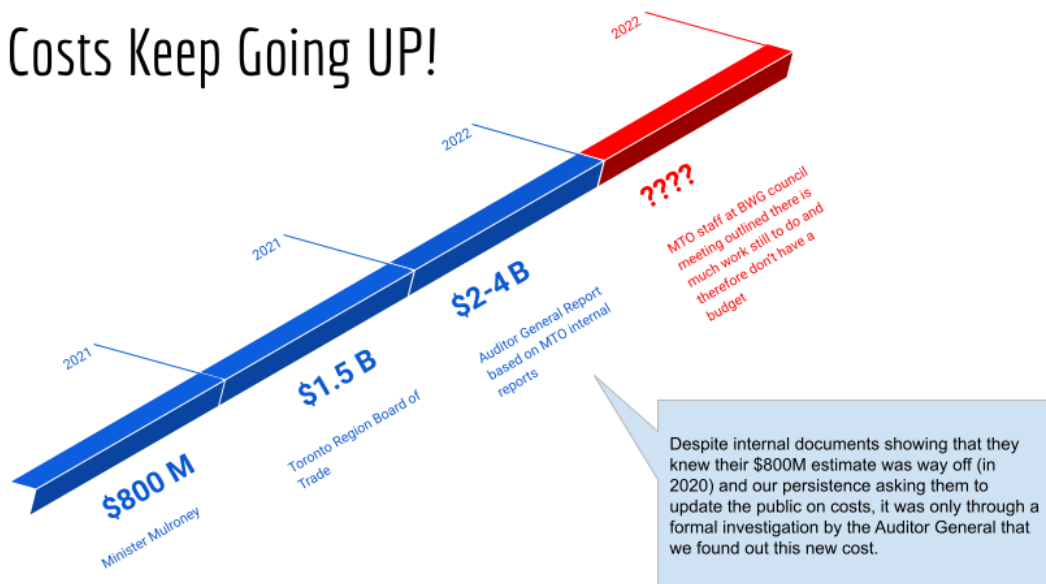 Costs Keep Going UP!
2021
$800 M
Minister Mulroney
2021
$1.5 B
Toronto Region Board of
Trade
2022
$2-4 B
Auditor General Report
based on MTO internal
reports
2022
????
MTO staff at BWG council
meeting outlined there is
much work still to do and
therefore don't have a
budget
Despite internal documents showing that they
knew their $800M estimate was way off (in
2020) and our persistence asking them to
update the public on costs, it was only through a
formal investigation by the Auditor General that
we found out this new cost.